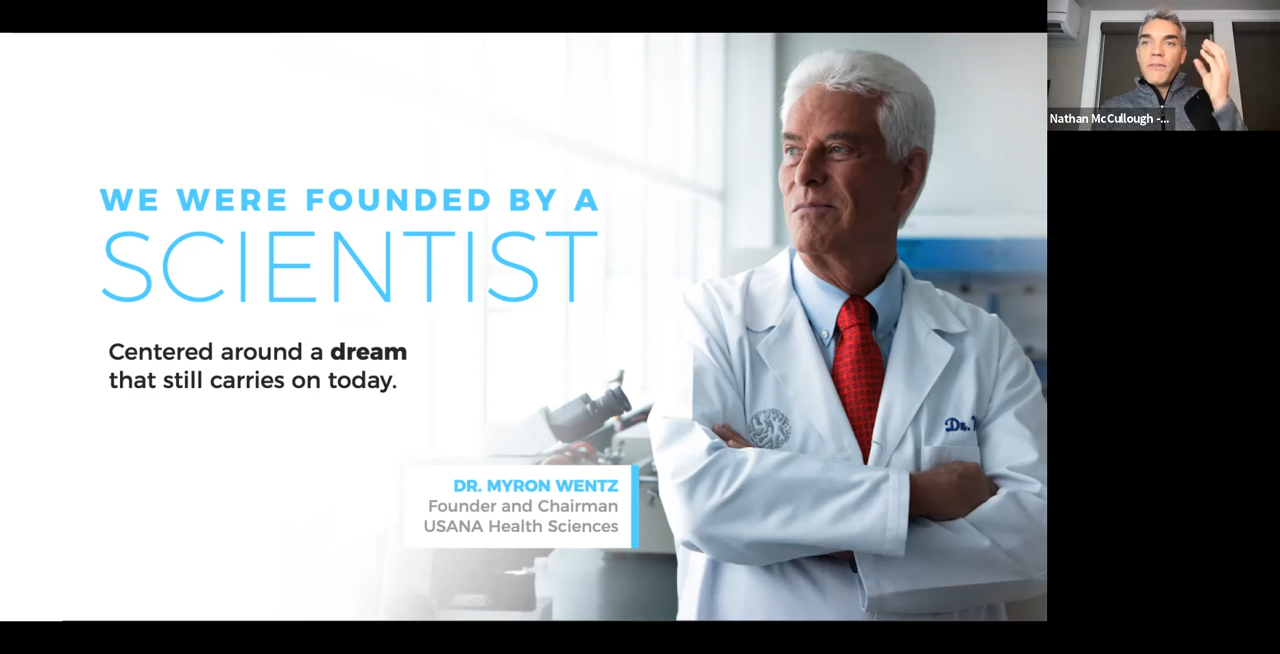 WE WERE FOUNDED BY A
SCIENTIST
Centered around a dream
that still carries on today.
DR. MYRON WENTZ
Founder and Chairman
USANA Health Sciences
Dr.
Nathan McCullough -...